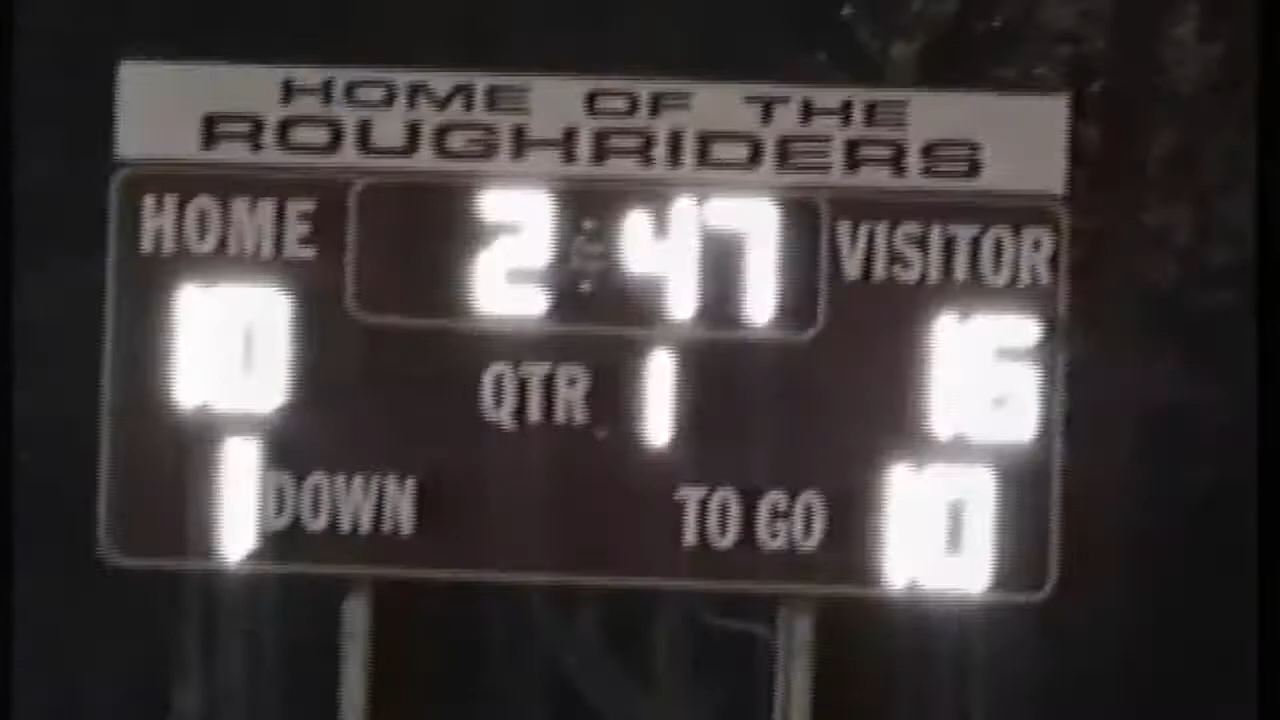 HOME OF THE
ROUGHRIDERS
HOME 2:47 VISITOR
0 QTR 1 6
1 DOWN TO GO 10